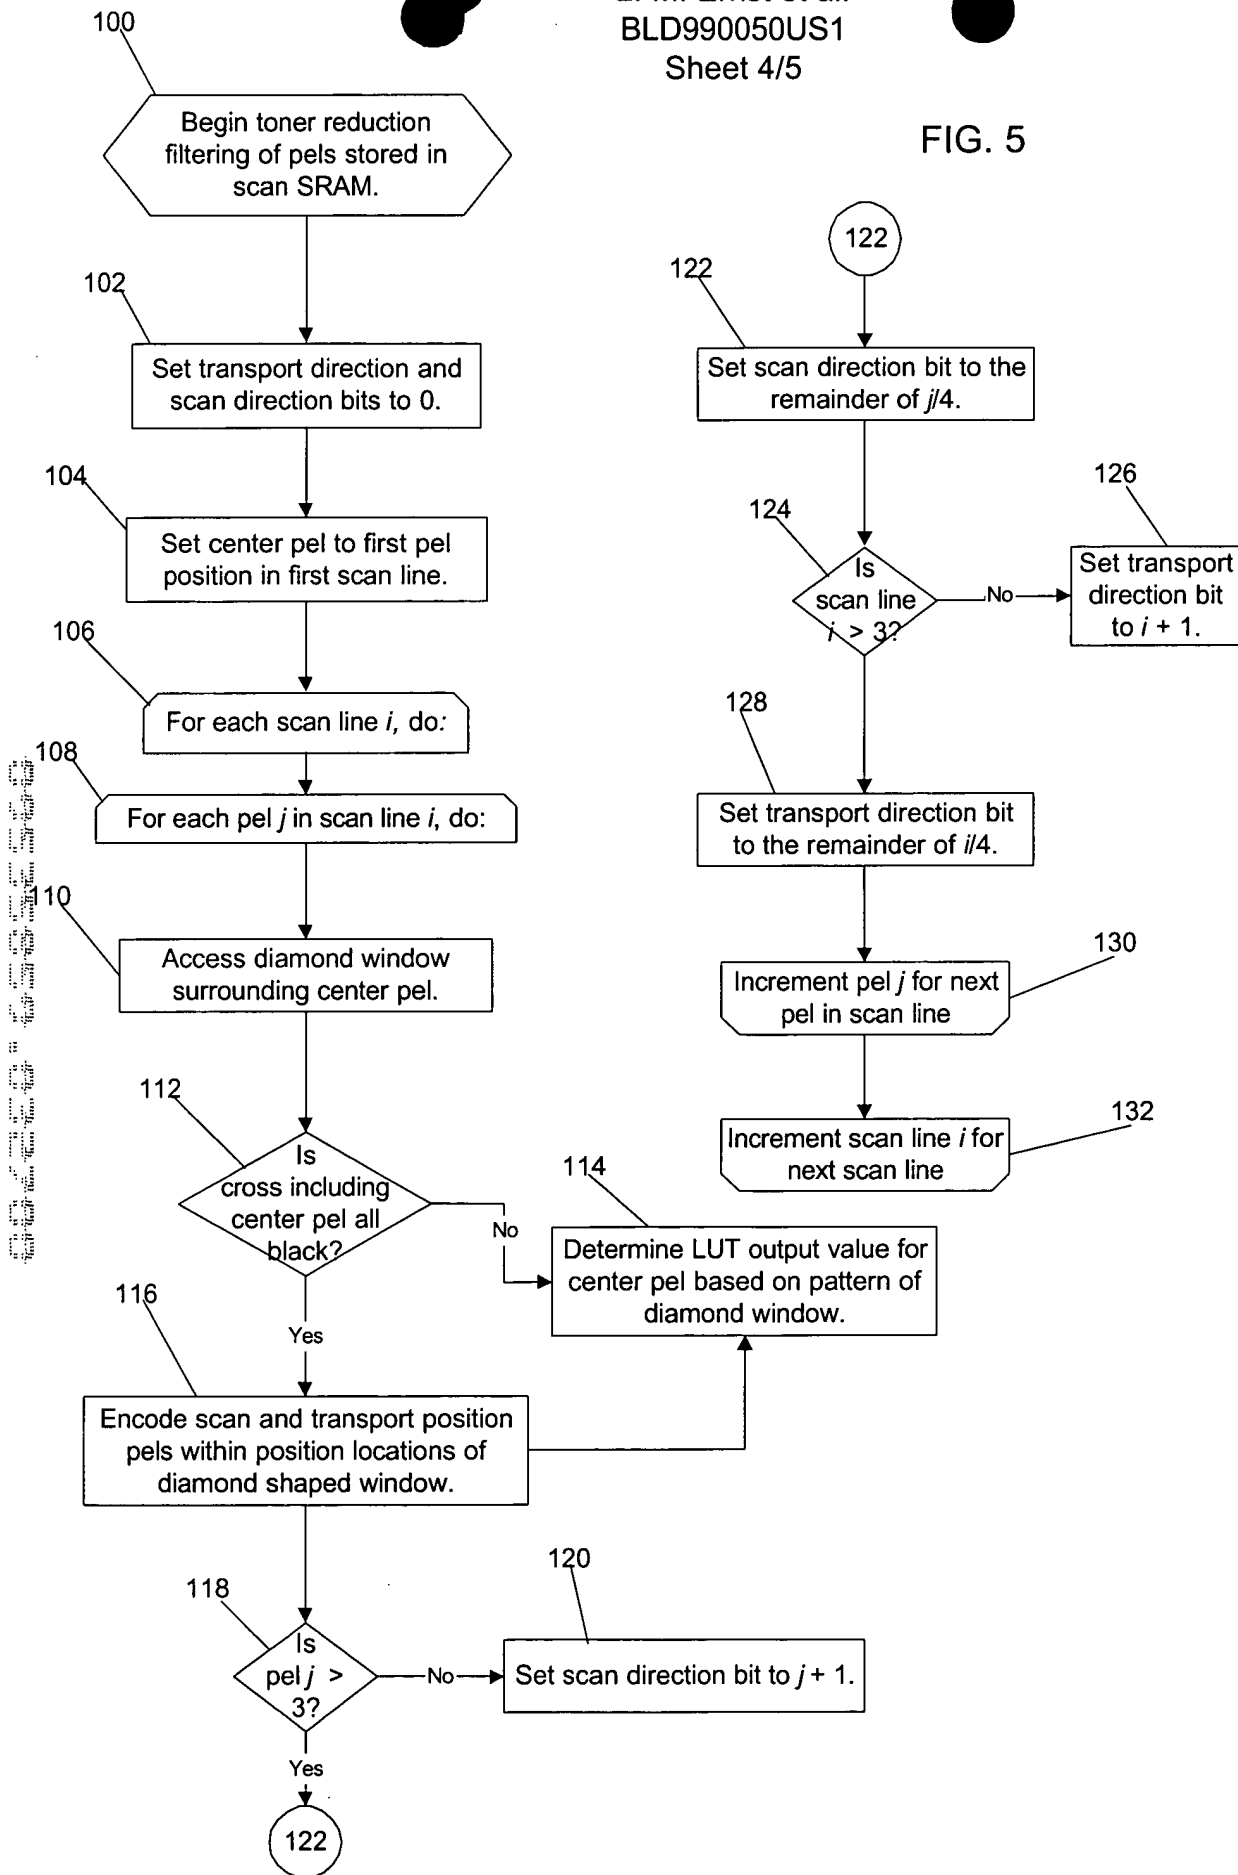 BLD990050US1
Sheet 4/5
FIG. 5
100
Begin toner reduction
filtering of pels stored in
scan SRAM.
102
Set transport direction and
scan direction bits to 0.
104
Set center pel to first pel
position in first scan line.
106
For each scan line i, do:
108
For each pel j in scan line i, do:
110
Access diamond window
surrounding center pel.
112
Is
cross including
center pel all
black?
No
Yes
114
Determine LUT output value for
center pel based on pattern of
diamond window.
116
Encode scan and transport position
pels within position locations of
diamond shaped window.
118
Is
pel j >
3?
No
Yes
120
Set scan direction bit to j + 1.
122
122
122
Set scan direction bit to the
remainder of j/4.
124
Is
scan line
i > 3?
No
126
Set transport
direction bit
to i + 1.
128
Set transport direction bit
to the remainder of i/4.
130
Increment pel j for next
pel in scan line
132
Increment scan line i for
next scan line